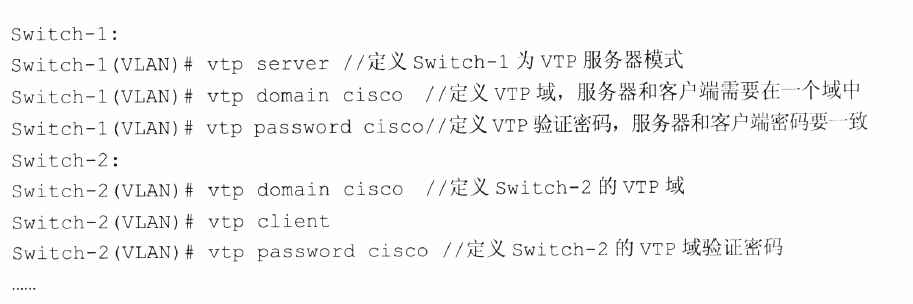 Switch-1:
Switch-1(VLAN)# vtp server //定义 Switch-1 为 VTP 服务器模式
Switch-1(VLAN)# vtp domain cisco //定义 VTP 域，服务器和客户端需要在一个域中
Switch-1(VLAN)# vtp password cisco//定义 VTP 验证密码，服务器和客户端密码要一致
Switch-2:
Switch-2(VLAN)# vtp domain cisco //定义 Switch-2 的 VTP 域
Switch-2(VLAN)# vtp client
Switch-2(VLAN)# vtp password cisco //定义 Switch-2 的 VTP 域验证密码
……